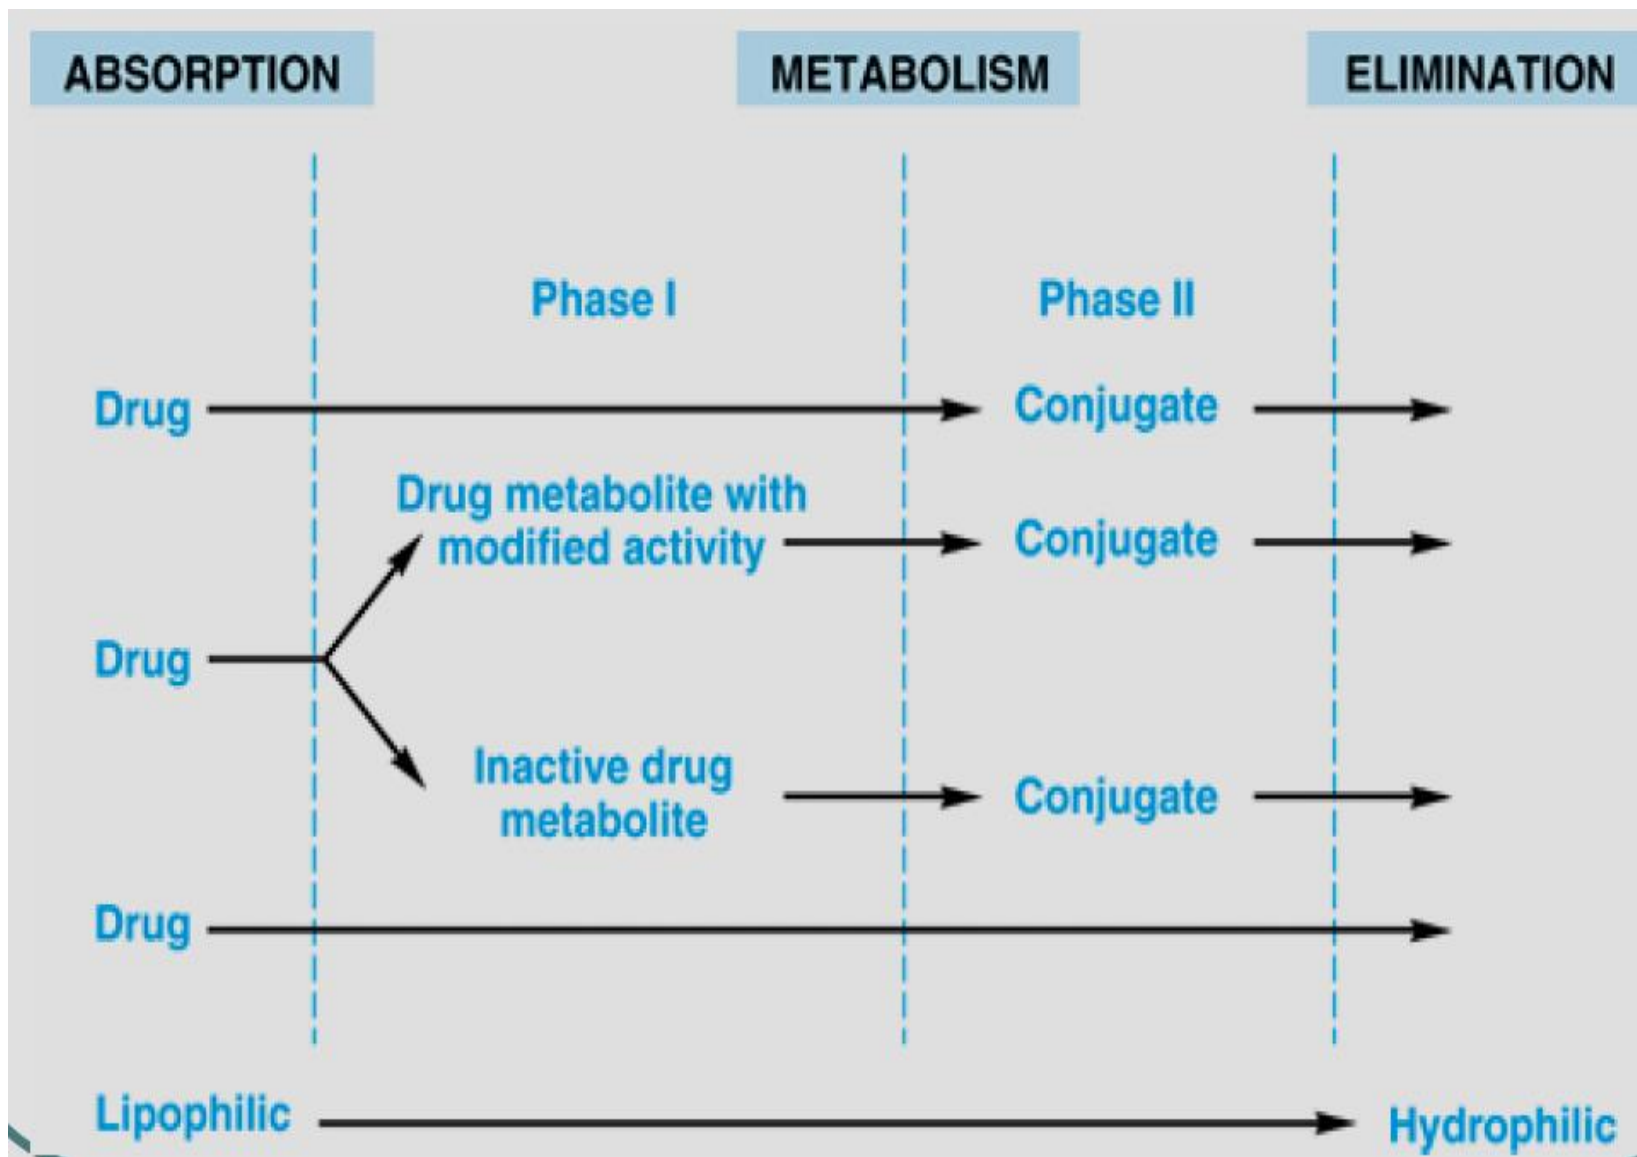 ABSORPTION METABOLISM ELIMINATION
Phase I Phase II
Drug Conjugate
Drug metabolite with
modified activity Conjugate
Drug
Inactive drug
metabolite Conjugate
Drug
Lipophilic Hydrophilic